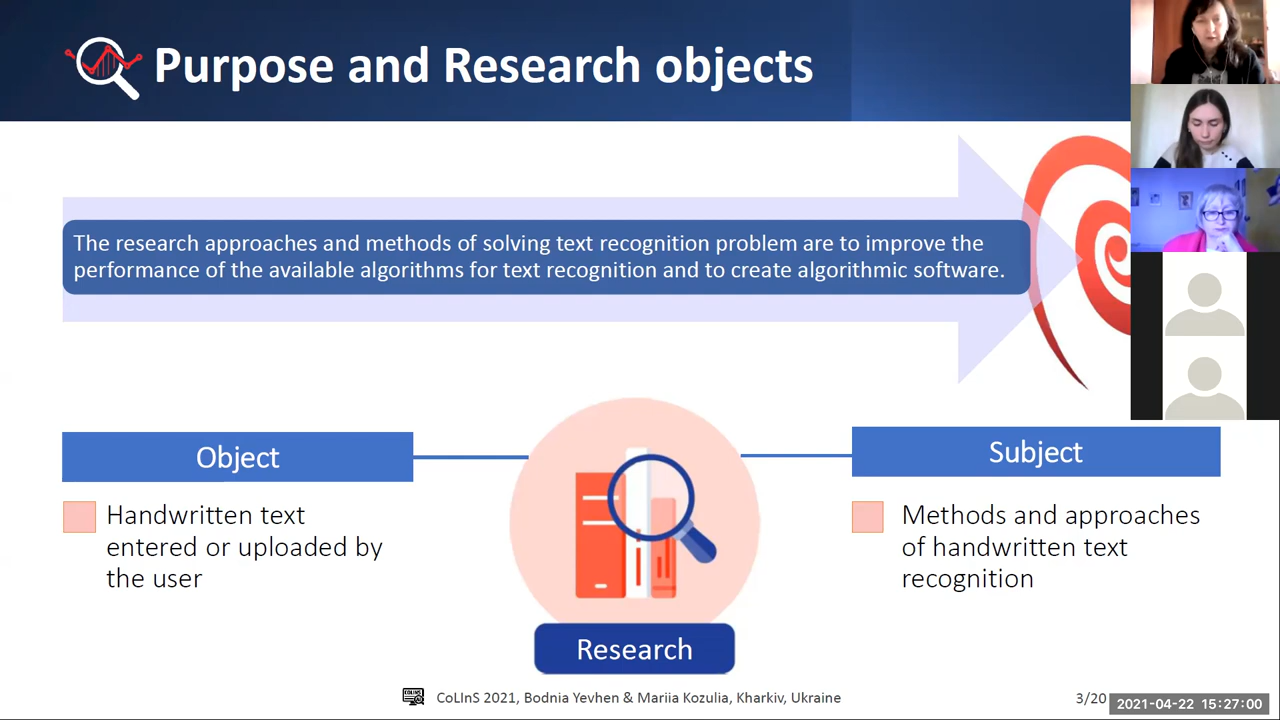 Purpose and Research objects
The research approaches and methods of solving text recognition problem are to improve the
performance of the available algorithms for text recognition and to create algorithmic software.
Object
Handwritten text
entered or uploaded by
the user
Subject
Methods and approaches
of handwritten text
recognition
Research
COLINS
CoLInS 2021, Bodnia Yevhen & Mariia Kozulia, Kharkiv, Ukraine
3/20
2021-04-22 15:27:00